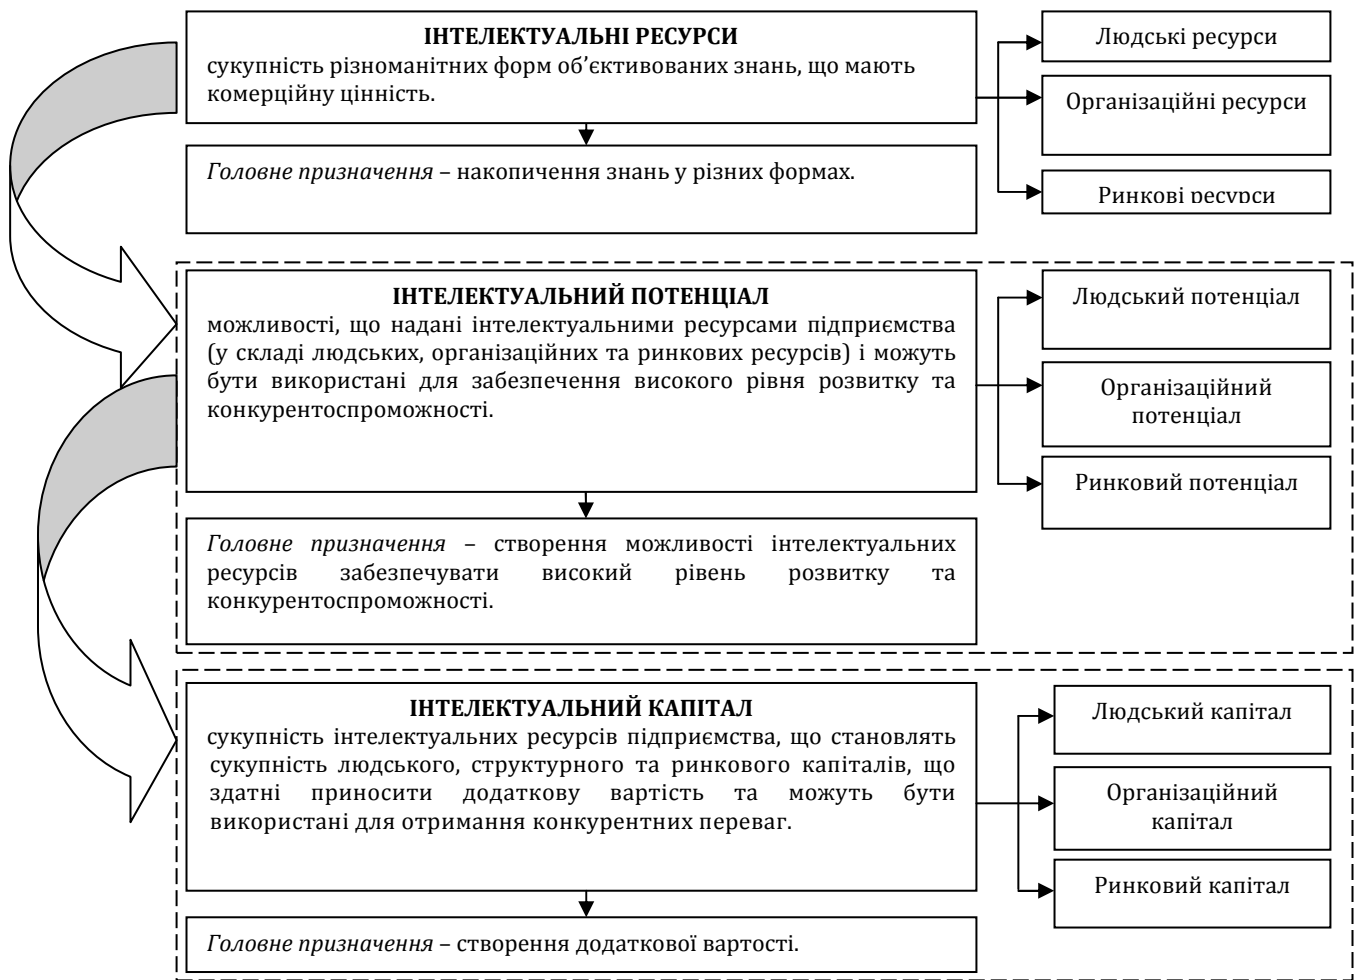 ІНТЕЛЕКТУАЛЬНІ РЕСУРСИ
сукупність різноманітних форм об’єктивованих знань, що мають
комерційну цінність.
Головне призначення – накопичення знань у різних формах.
Людські ресурси
Організаційні ресурси
Ринкові ресурси
ІНТЕЛЕКТУАЛЬНИЙ ПОТЕНЦІАЛ
можливості, що надані інтелектуальними ресурсами підприємства
(у складі людських, організаційних та ринкових ресурсів) і можуть
бути використані для забезпечення високого рівня розвитку та
конкурентоспроможності.
Головне призначення – створення можливості інтелектуальних
ресурсів забезпечувати високий рівень розвитку та
конкурентоспроможності.
Людський потенціал
Організаційний
потенціал
Ринковий потенціал
ІНТЕЛЕКТУАЛЬНИЙ КАПІТАЛ
сукупність інтелектуальних ресурсів підприємства, що становлять
сукупність людського, структурного та ринкового капіталів, що
здатні приносити додаткову вартість та можуть бути
використані для отримання конкурентних переваг.
Головне призначення – створення додаткової вартості.
Людський капітал
Організаційний
капітал
Ринковий капітал